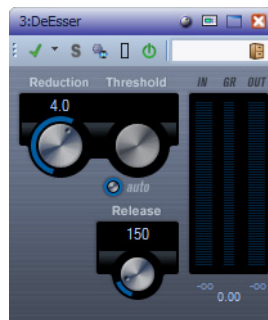 3:DeEsser
S
Reduction Threshold IN GR OUT
4.0
auto
Release
150
-oo 0.00 -oo